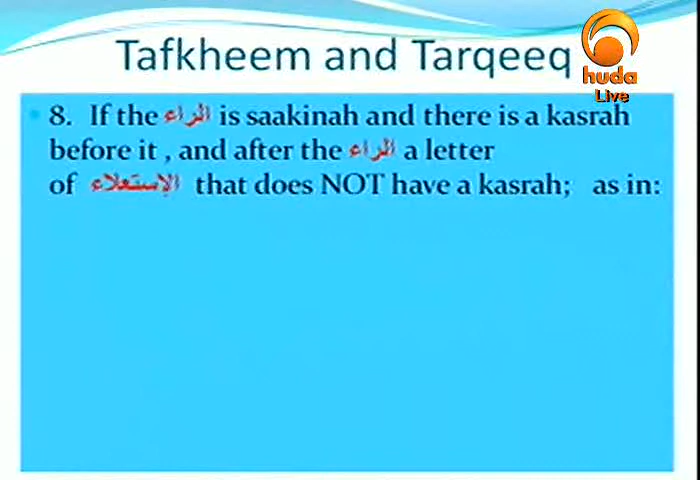 Tafkheem and Tarqeeq
huda
Live
8. If the الراء is saakinah and there is a kasrah
before it , and after the الراء a letter
of الإستعلاء that does NOT have a kasrah; as in: